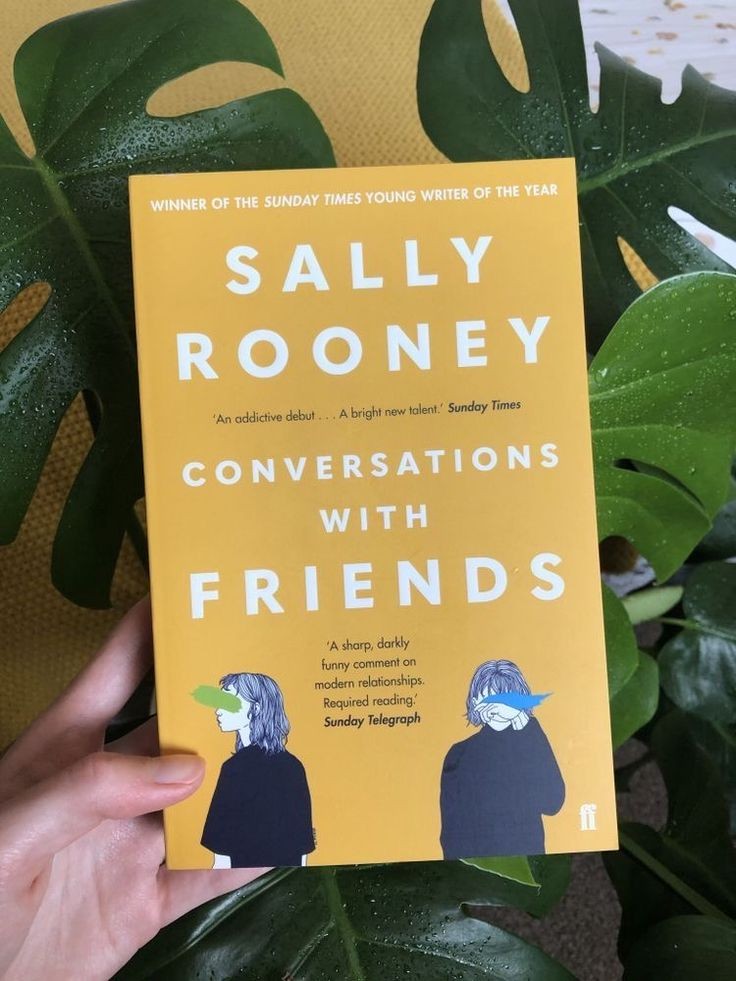 WINNER OF THE SUNDAY TIMES YOUNG WRITER OF THE YEAR
SALLY
ROONEY
‘An addictive debut . . . A bright new talent.’ Sunday Times
CONVERSATIONS
WITH
FRIENDS
‘A sharp, darkly
funny comment on
modern relationships.
Required reading.’
Sunday Telegraph
ff